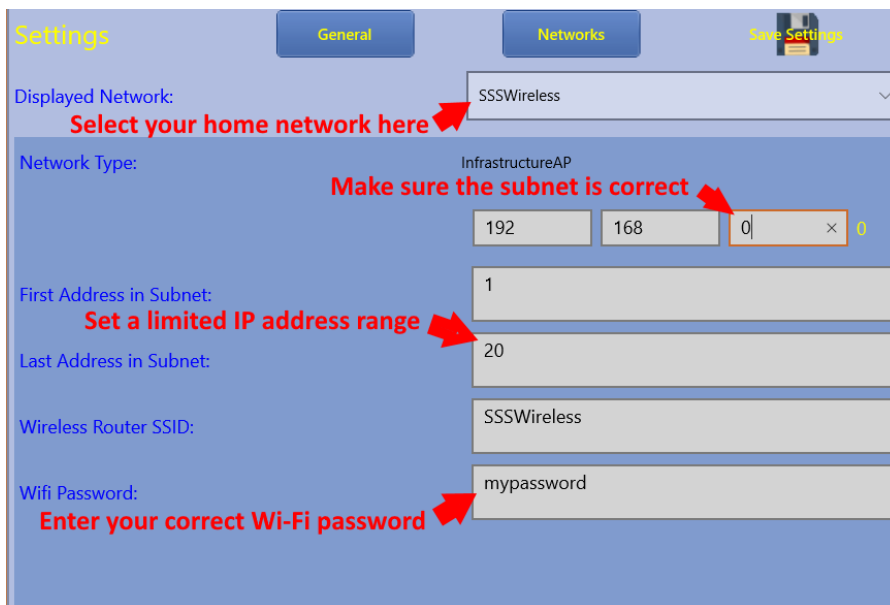 Settings General Networks Save Settings
Displayed Network: SSSWireless
Select your home network here
Network Type: InfrastructureAP
Make sure the subnet is correct
192 168 0 × 0
First Address in Subnet: 1
Set a limited IP address range
Last Address in Subnet: 20
Wireless Router SSID: SSSWireless
Wifi Password: mypassword
Enter your correct Wi-Fi password